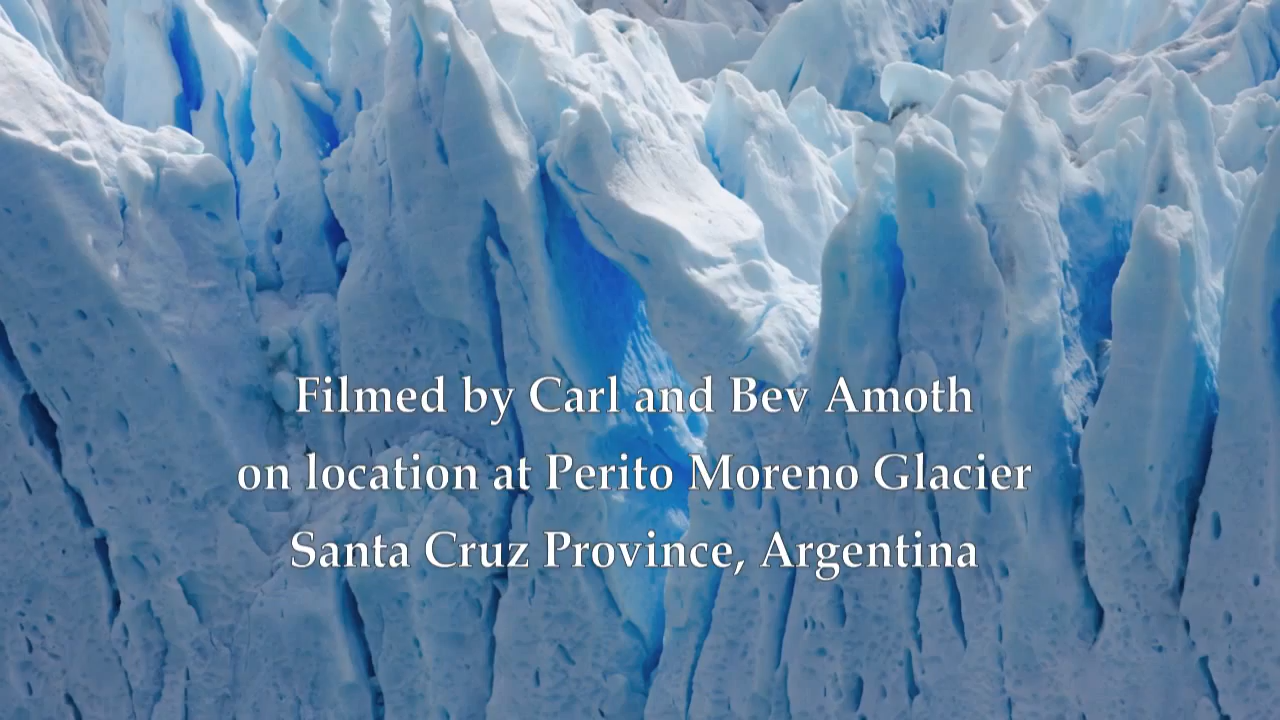 Filmed by Carl and Bev Amoth
on location at Perito Moreno Glacier
Santa Cruz Province, Argentina